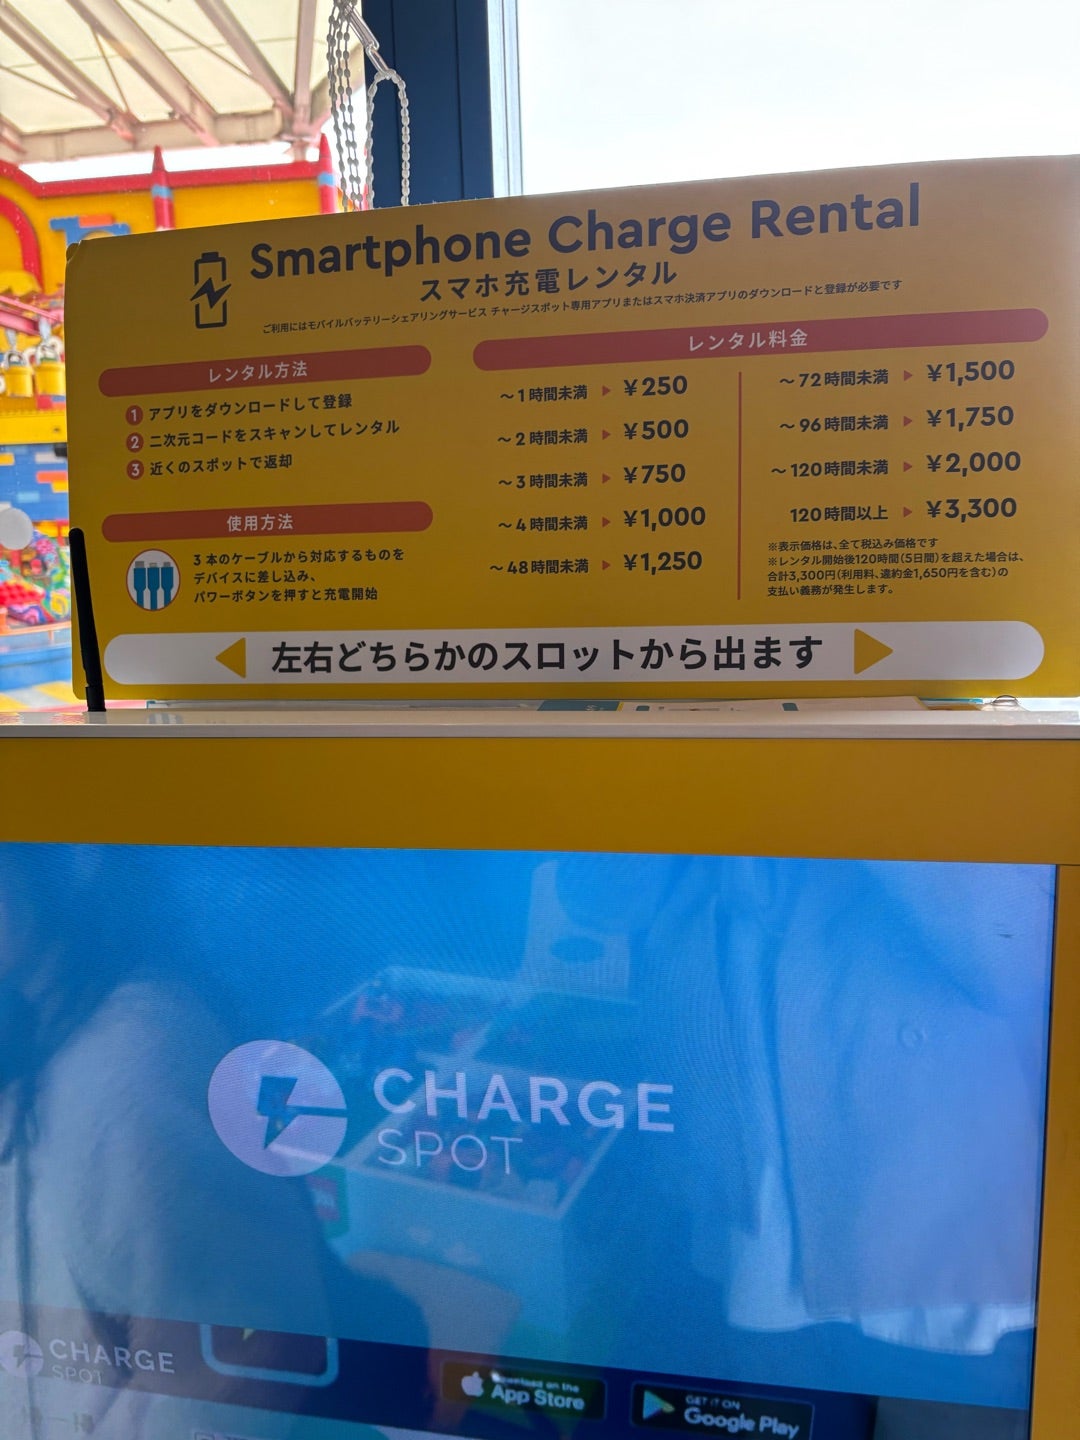 Smartphone Charge Rental
スマホ充電レンタル
ご利用にはモバイルバッテリーシェアリングサービス チャージスポット専用アプリまたはスマホ決済アプリのダウンロードと登録が必要です
レンタル方法
1 アプリをダウンロードして登録
2 二次元コードをスキャンしてレンタル
3 近くのスポットで返却
使用方法
3本のケーブルから対応するものを
デバイスに差し込み、
パワーボタンを押すと充電開始
レンタル料金
～1時間未満 ▶ ¥250
～2時間未満 ▶ ¥500
～3時間未満 ▶ ¥750
～4時間未満 ▶ ¥1,000
～48時間未満 ▶ ¥1,250
～72時間未満 ▶ ¥1,500
～96時間未満 ▶ ¥1,750
～120時間未満 ▶ ¥2,000
120時間以上 ▶ ¥3,300
※表示価格は、全て税込み価格です
※レンタル開始後120時間(5日間)を超えた場合は、
合計3,300円(利用料、違約金1,650円を含む)の
支払い義務が発生します。
◀ 左右どちらかのスロットから出ます ▶
CHARGE
SPOT
CHARGE
SPOT
Download on the
App Store
GET IT ON
Google Play